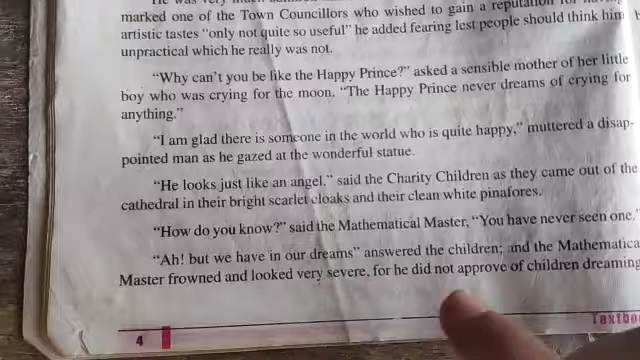 marked one of the Town Councillors who wished to gain a reputation for having
artistic tastes "only not quite so useful" he added fearing lest people should think him
unpractical which he really was not.
"Why can't you be like the Happy Prince?" asked a sensible mother of her little
boy who was crying for the moon. "The Happy Prince never dreams of crying for
anything."
"I am glad there is someone in the world who is quite happy," muttered a disap-
pointed man as he gazed at the wonderful statue.
"He looks just like an angel." said the Charity Children as they came out of the
cathedral in their bright scarlet cloaks and their clean white pinafores.
"How do you know?" said the Mathematical Master, "You have never seen one."
"Ah! but we have in our dreams" answered the children; and the Mathematica
Master frowned and looked very severe, for he did not approve of children dreaming
4
Textbo